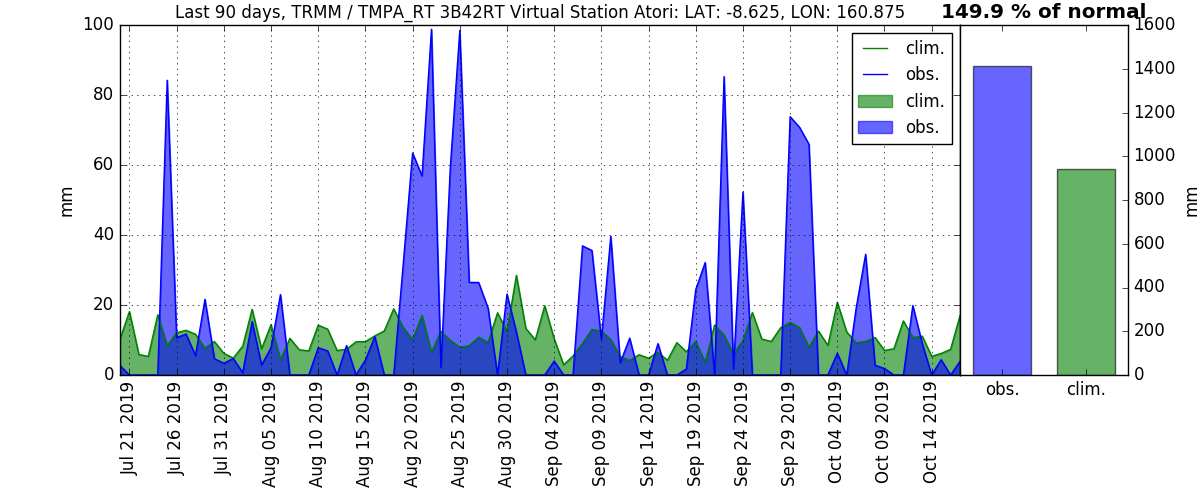 Last 90 days, TRMM / TMPA_RT 3B42RT Virtual Station Atori: LAT: -8.625, LON: 160.875
149.9 % of normal
mm
100
80
60
40
20
0
clim.
obs.
clim.
obs.
Jul 21 2019
Jul 26 2019
Jul 31 2019
Aug 05 2019
Aug 10 2019
Aug 15 2019
Aug 20 2019
Aug 25 2019
Aug 30 2019
Sep 04 2019
Sep 09 2019
Sep 14 2019
Sep 19 2019
Sep 24 2019
Sep 29 2019
Oct 04 2019
Oct 09 2019
Oct 14 2019
1600
1400
1200
1000
800
600
400
200
0
mm
obs.
clim.